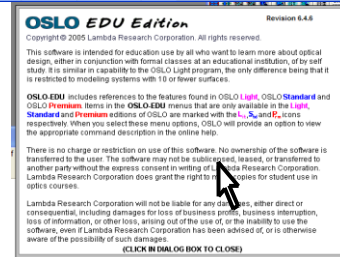 OSLO EDU Edition Revision 6.4.6
Copyright © 2005 Lambda Research Corporation. All rights reserved.
This software is intended for education use by all who want to learn more about optical
design, either in conjunction with formal classes at an educational institution, of by self
study. It is similar in capability to the OSLO Light program, the only difference being that it
is restricted to modeling systems with 10 or fewer surfaces.
OSLO-EDU includes references to the features found in OSLO Light, OSLO Standard and
OSLO Premium. Items in the OSLO-EDU menus that are only available in the Light,
Standard and Premium editions of OSLO are marked with the and icons
respectively. When you select these menu options, OSLO will provide an option to view
the appropriate command description in the online help.
There is no charge or restriction on use of this software. No ownership of the software is
transferred to the user. The software may not be sublicensed, leased, or transferred to
another party without the express consent in writing of Lambda Research Corporation.
Lambda Research Corporation does grant the right to copies for student use in
optics courses.
Lambda Research Corporation will not be liable for any damages, either direct or
consequential, including damages for loss of business profits, business interruption,
loss of information, or other loss, arising out of the use of, or the inability to use the
software, even if Lambda Research Corporation has been advised of, or is otherwise
aware of the possibility of such damages.
(CLICK IN DIALOG BOX TO CLOSE)